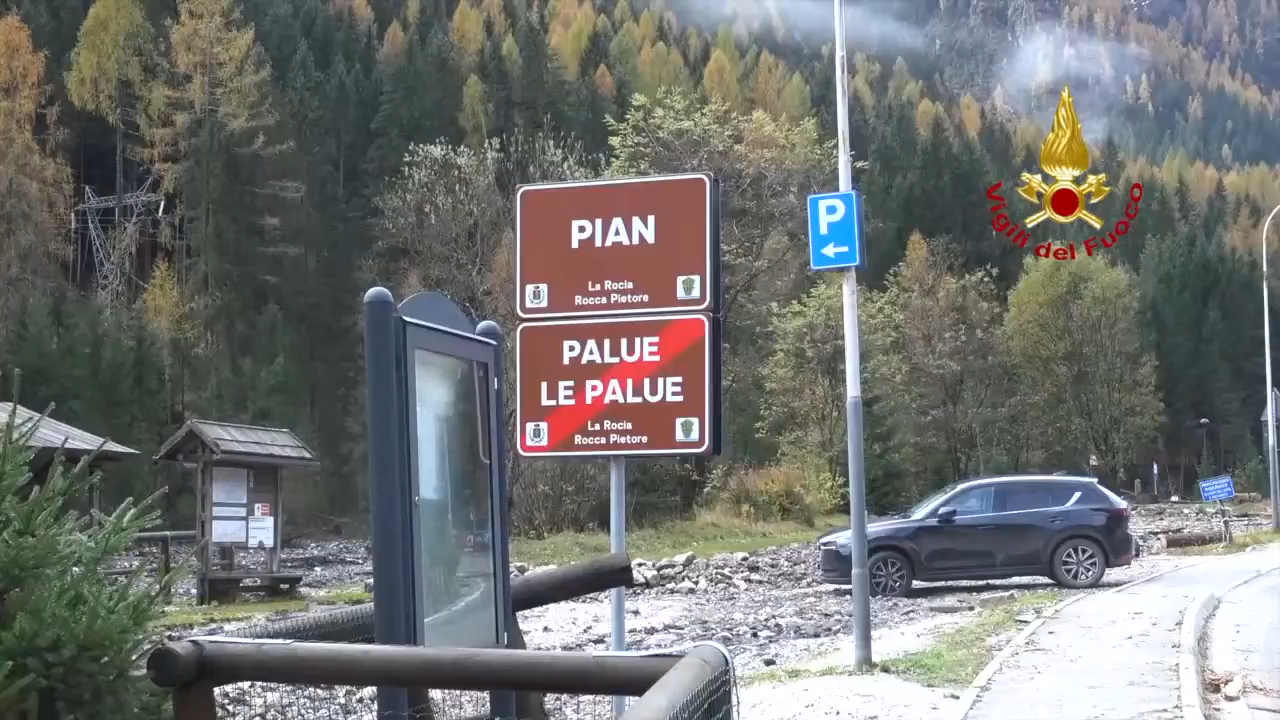 PIAN
La Rocia
Rocca Pietore
PALUE
LE PALUE
La Rocia
Rocca Pietore
P
Vigili del Fuoco